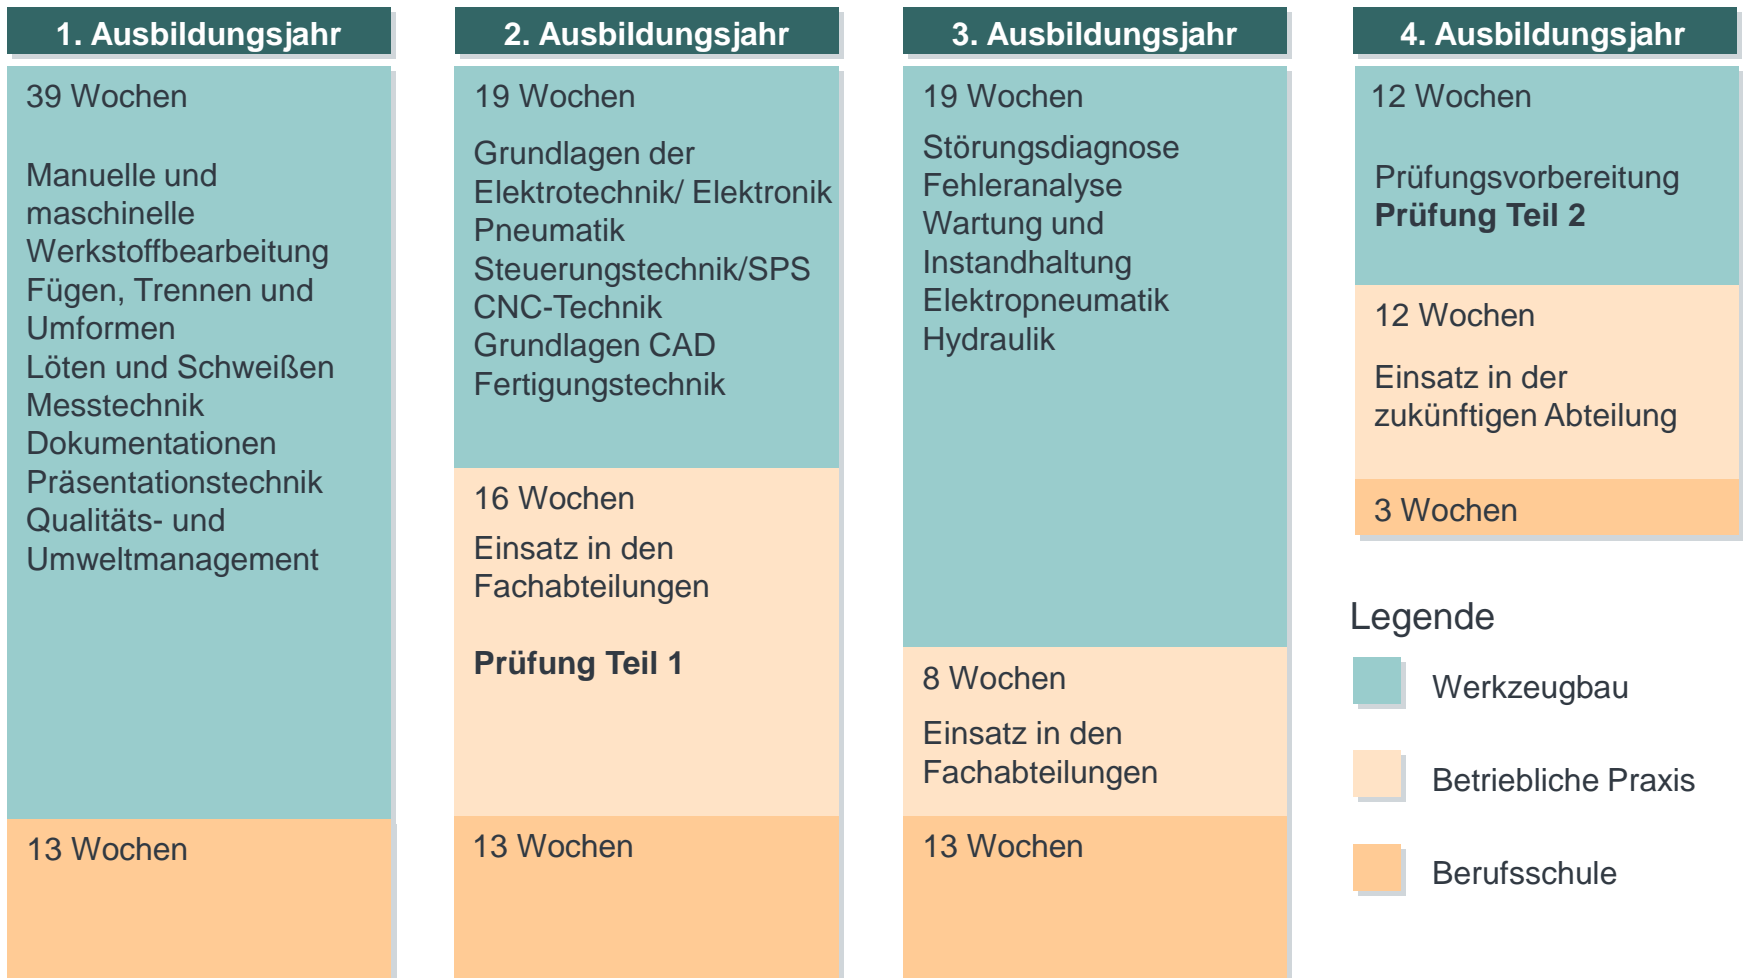 1. Ausbildungsjahr
39 Wochen
Manuelle und
maschinelle
Werkstoffbearbeitung
Fügen, Trennen und
Umformen
Löten und Schweißen
Messtechnik
Dokumentationen
Präsentationstechnik
Qualitäts- und
Umweltmanagement
13 Wochen
2. Ausbildungsjahr
19 Wochen
Grundlagen der
Elektrotechnik/ Elektronik
Pneumatik
Steuerungstechnik/SPS
CNC-Technik
Grundlagen CAD
Fertigungstechnik
16 Wochen
Einsatz in den
Fachabteilungen
Prüfung Teil 1
13 Wochen
3. Ausbildungsjahr
19 Wochen
Störungsdiagnose
Fehleranalyse
Wartung und
Instandhaltung
Elektropneumatik
Hydraulik
8 Wochen
Einsatz in den
Fachabteilungen
13 Wochen
4. Ausbildungsjahr
12 Wochen
Prüfungsvorbereitung
Prüfung Teil 2
12 Wochen
Einsatz in der
zukünftigen Abteilung
3 Wochen
Legende
Werkzeugbau
Betriebliche Praxis
Berufsschule